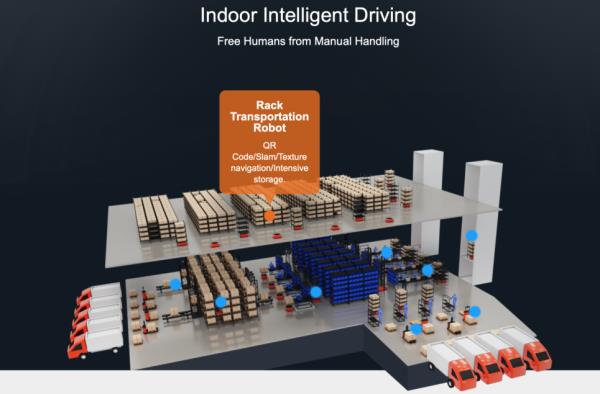 Indoor Intelligent Driving
Free Humans from Manual Handling
Rack
Transportation
Robot
QR
Code/Slam/Texture
navigation/Intensive
storage.